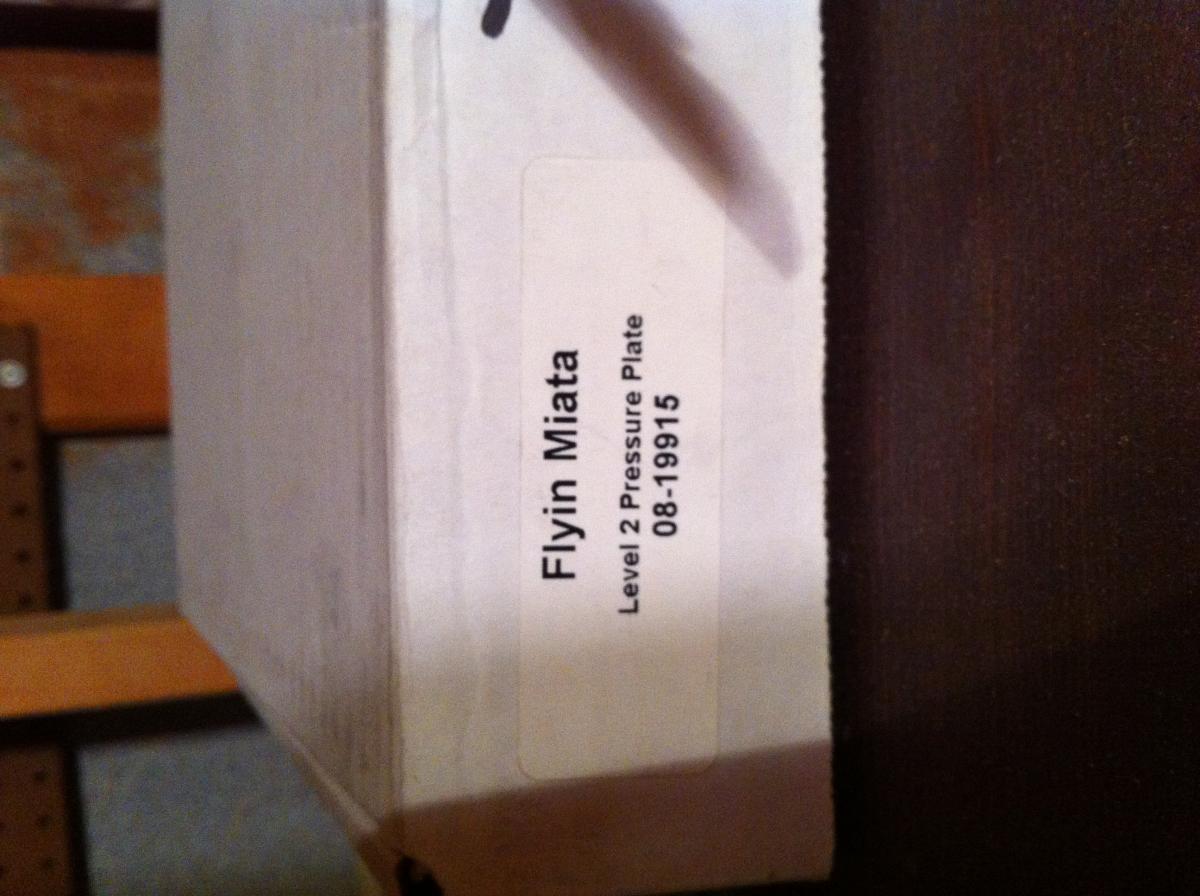 Flyin Miata
Level 2 Pressure Plate
08-19915